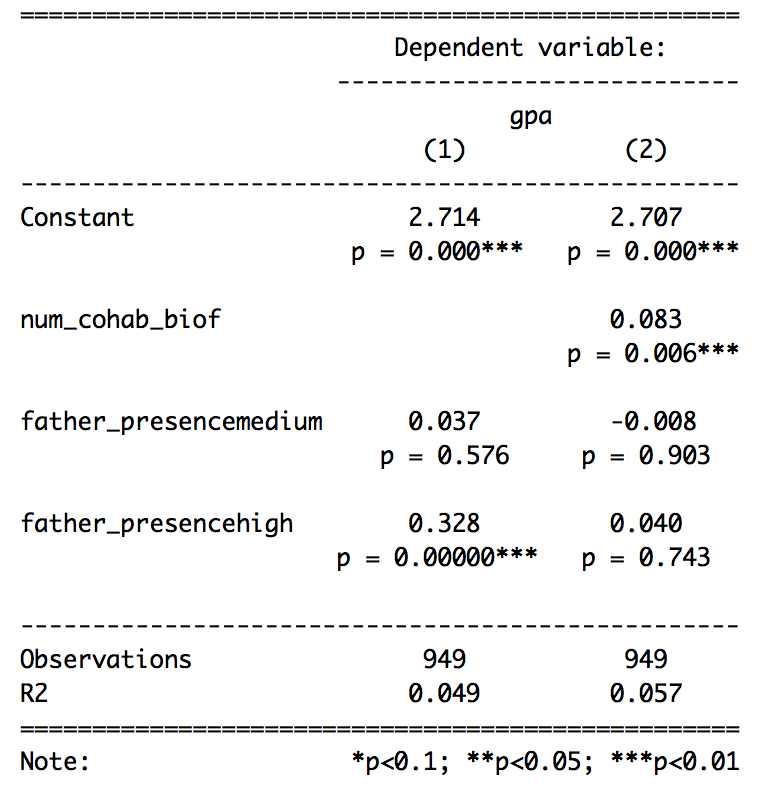 ==================================================
Dependent variable:
----------------------------
gpa
(1) (2)
--------------------------------------------------
Constant 2.714 2.707
p = 0.000*** p = 0.000***
num_cohab_biof 0.083
p = 0.006***
father_presencemedium 0.037 -0.008
p = 0.576 p = 0.903
father_presencehigh 0.328 0.040
p = 0.00000*** p = 0.743
--------------------------------------------------
Observations 949 949
R2 0.049 0.057
==================================================
Note: *p<0.1; **p<0.05; ***p<0.01